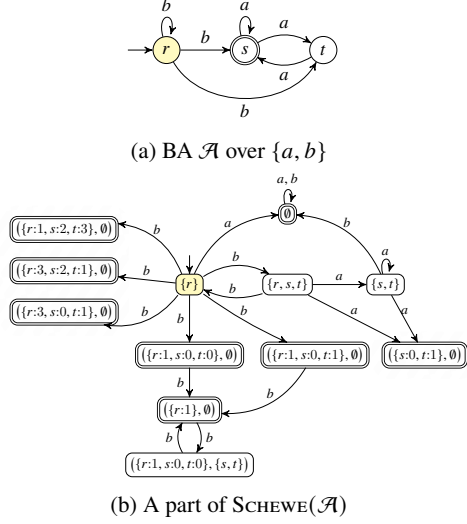 b
a
r
b
s
a
t
a
b
(a) BA 𝒜 over {a, b}
a, b
∅
({r:1, s:2, t:3}, ∅)
b
a
b
({r:3, s:2, t:1}, ∅)
b
{r}
b
{r, s, t}
a
{s, t}
a
b
({r:3, s:0, t:1}, ∅)
b
b
b
a
a
({r:1, s:0, t:0}, ∅)
({r:1, s:0, t:1}, ∅)
({s:0, t:1}, ∅)
b
b
({r:1}, ∅)
b
b
({r:1, s:0, t:0}, {s, t})
(b) A part of SCHEWE(𝒜)